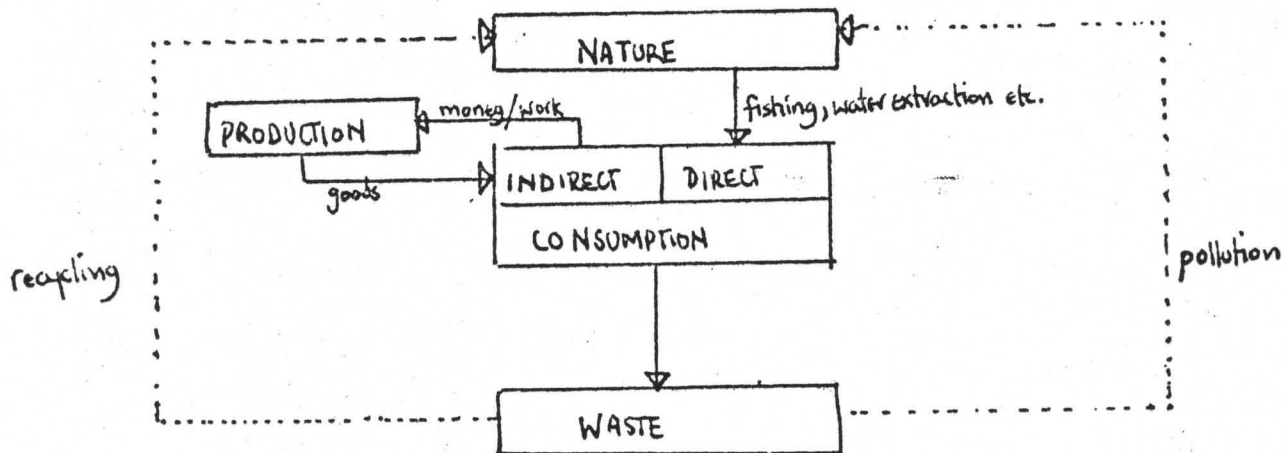 NATURE
money/work
fishing, water extraction etc.
PRODUCTION
INDIRECT DIRECT
goods
CONSUMPTION
recycling
pollution
WASTE